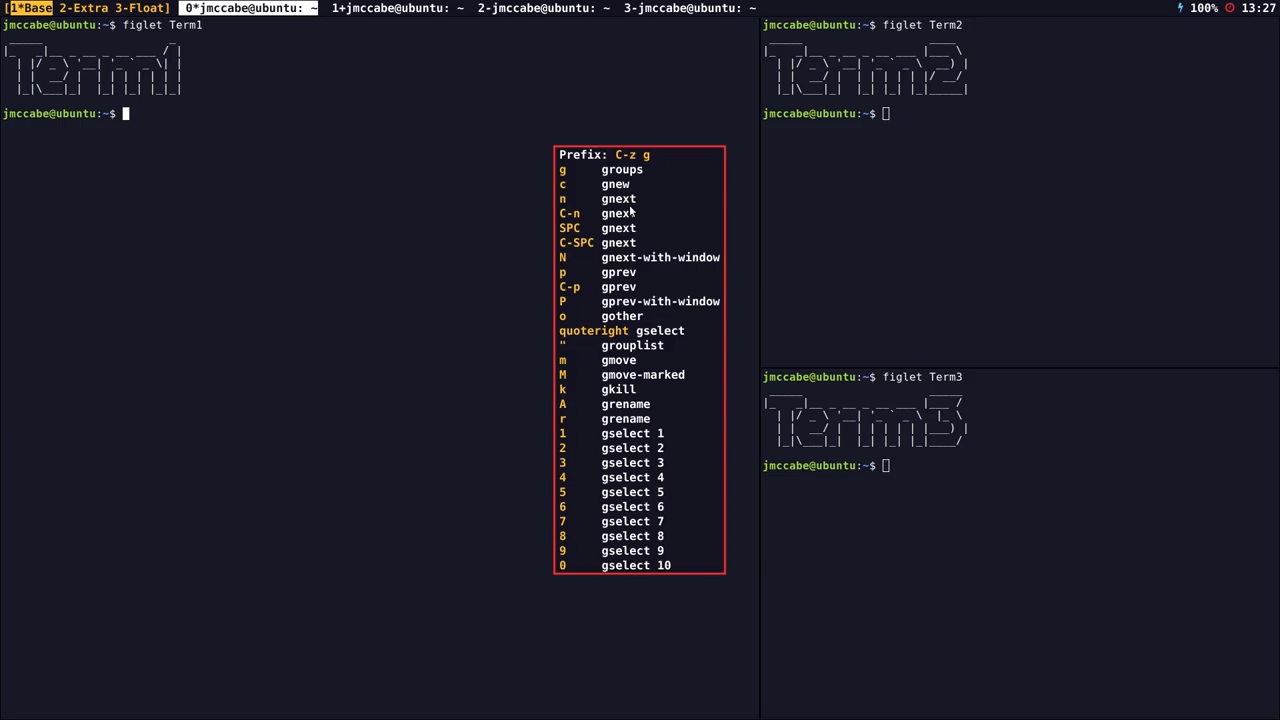 [1*Base 2-Extra 3-Float] 0*jmccabe@ubuntu: ~ 1+jmccabe@ubuntu: ~ 2-jmccabe@ubuntu: ~ 3-jmccabe@ubuntu: ~ 100% 13:27
jmccabe@ubuntu:~$ figlet Term1
Term1
jmccabe@ubuntu:~$
jmccabe@ubuntu:~$ figlet Term2
Term2
jmccabe@ubuntu:~$
Prefix: C-z g
g groups
c gnew
n gnext
C-n gnext
SPC gnext
C-SPC gnext
N gnext-with-window
p gprev
C-p gprev
P gprev-with-window
o gother
quoteright gselect
" grouplist
m gmove
M gmove-marked
k gkill
A grename
r grename
1 gselect 1
2 gselect 2
3 gselect 3
4 gselect 4
5 gselect 5
6 gselect 6
7 gselect 7
8 gselect 8
9 gselect 9
0 gselect 10
jmccabe@ubuntu:~$ figlet Term3
Term3
jmccabe@ubuntu:~$